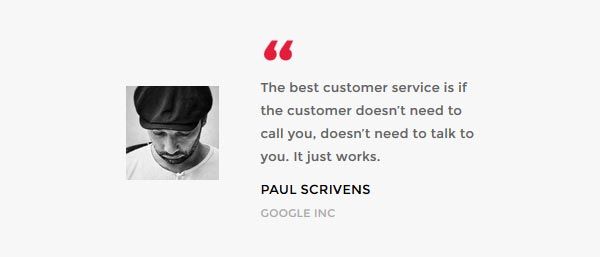 The best customer service is if
the customer doesn’t need to
call you, doesn’t need to talk to
you. It just works.
PAUL SCRIVENS
GOOGLE INC